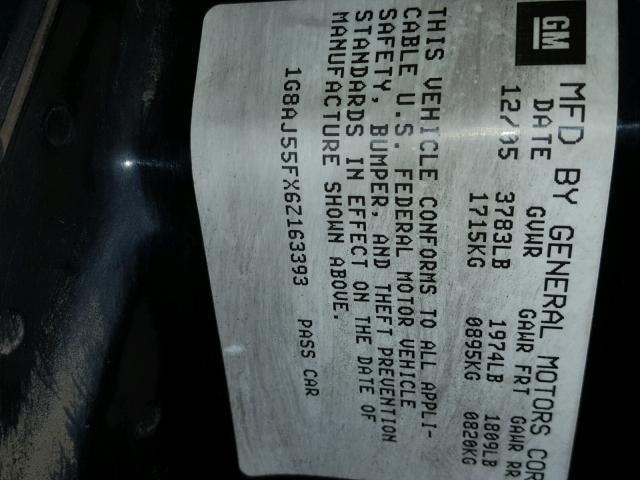 GM
MFD BY GENERAL MOTORS COR
DATE GVWR GAWR FRT GAWR RR
12/05 3783LB 1974LB 1809LB
1715KG 0895KG 0820KG
THIS VEHICLE CONFORMS TO ALL APPLI-
CABLE U.S. FEDERAL MOTOR VEHICLE
SAFETY, BUMPER, AND THEFT PREVENTION
STANDARDS IN EFFECT ON THE DATE OF
MANUFACTURE SHOWN ABOVE.
1G8AJ55FX6Z163393 PASS CAR